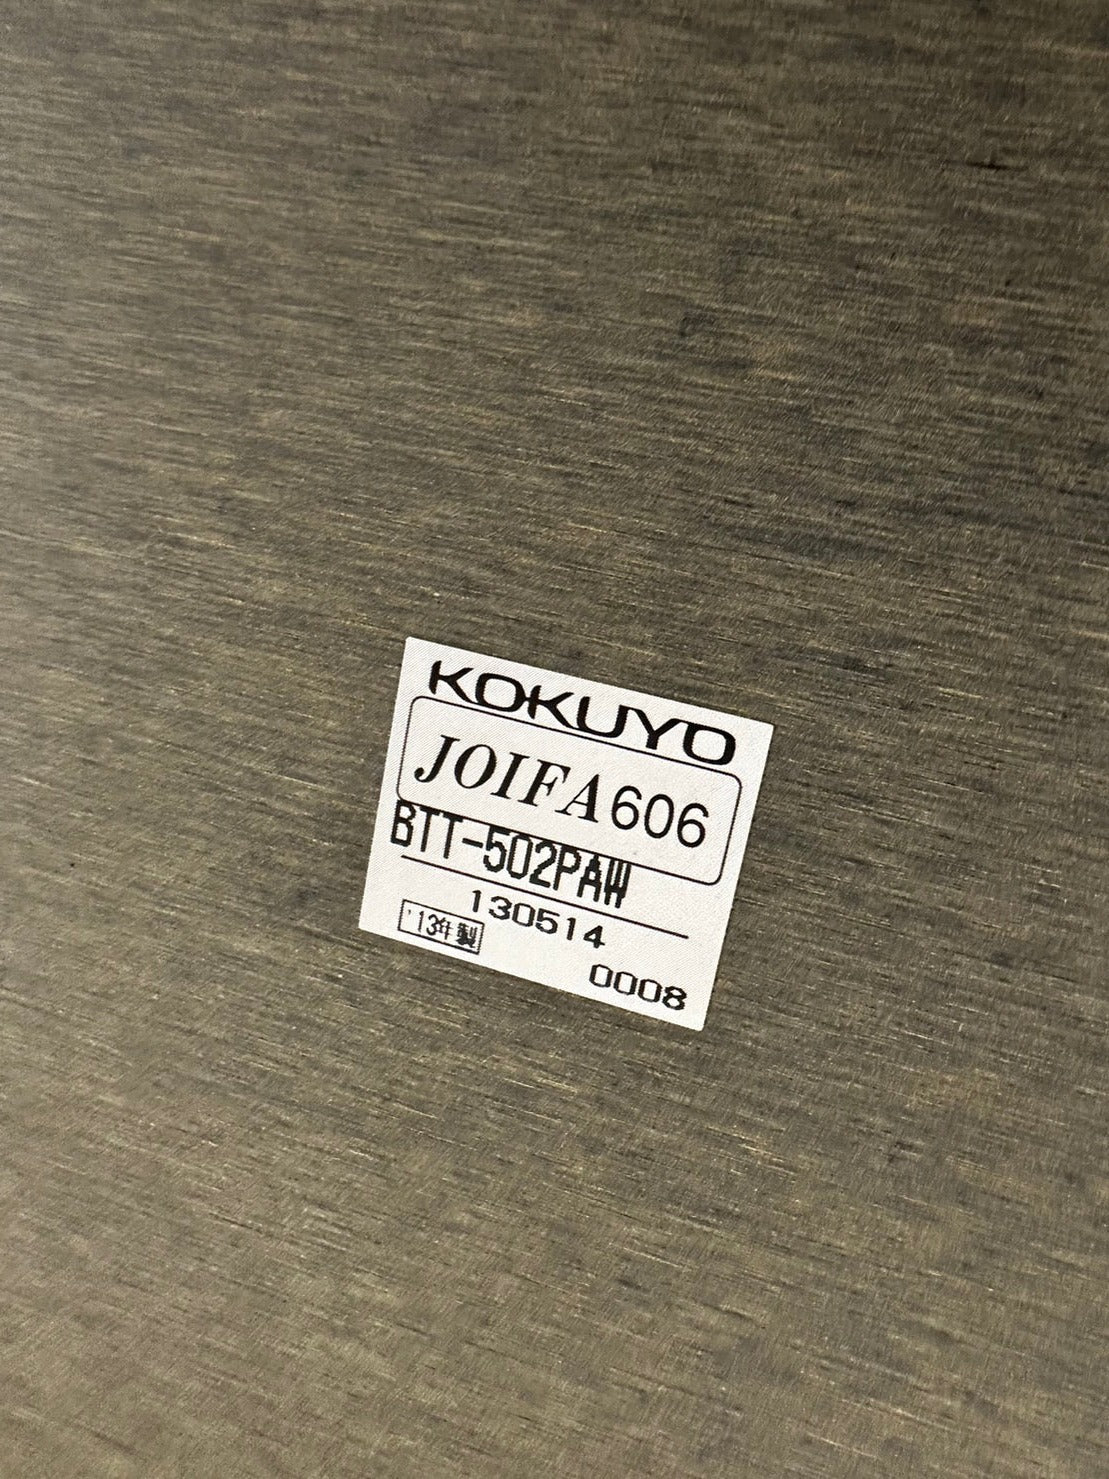 KOKUYO
JOIFA606
BTT-502PAW
130514
'13年製
0008